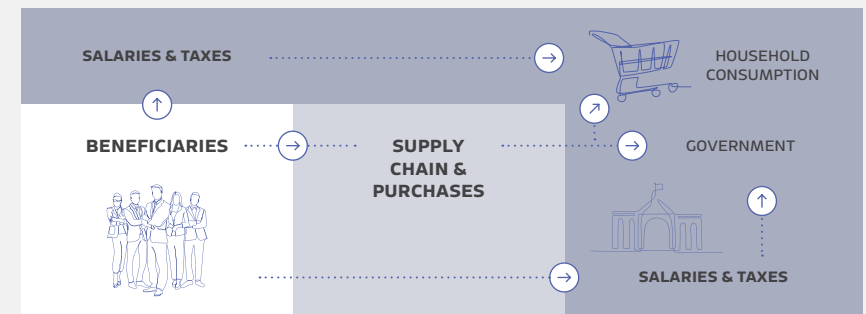 SALARIES & TAXES
HOUSEHOLD
CONSUMPTION
BENEFICIARIES
SUPPLY
CHAIN &
PURCHASES
GOVERNMENT
SALARIES & TAXES